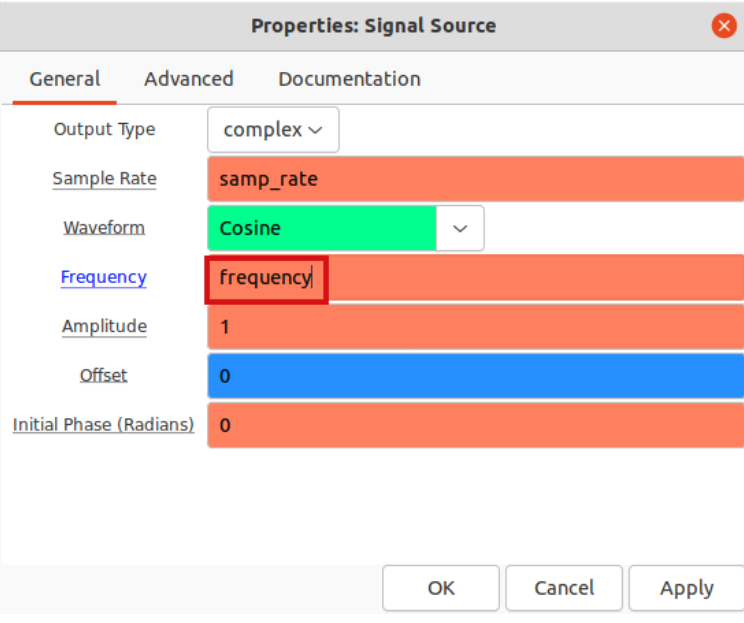 Properties: Signal Source
General Advanced Documentation
Output Type complex
Sample Rate samp_rate
Waveform Cosine
Frequency frequency
Amplitude 1
Offset 0
Initial Phase (Radians) 0
OK Cancel Apply